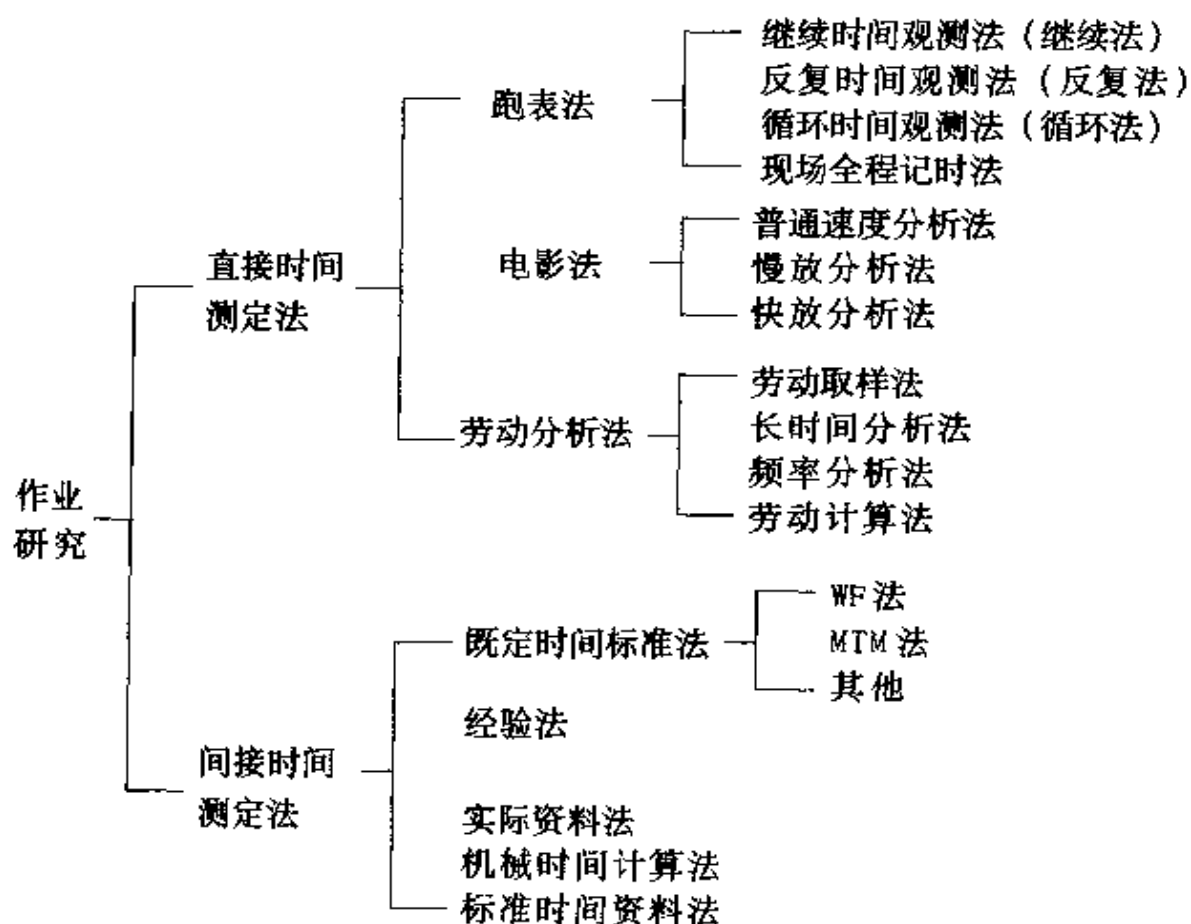 继续时间观测法（继续法）
反复时间观测法（反复法）
跑表法
循环时间观测法（循环法）
现场全程记时法
普通速度分析法
直接时间
测定法
电影法
慢放分析法
快放分析法
劳动取样法
劳动分析法
长时间分析法
频率分析法
劳动计算法
作业
研究
WF法
既定时间标准法
MTM法
其他
经验法
间接时间
测定法
实际资料法
机械时间计算法
标准时间资料法